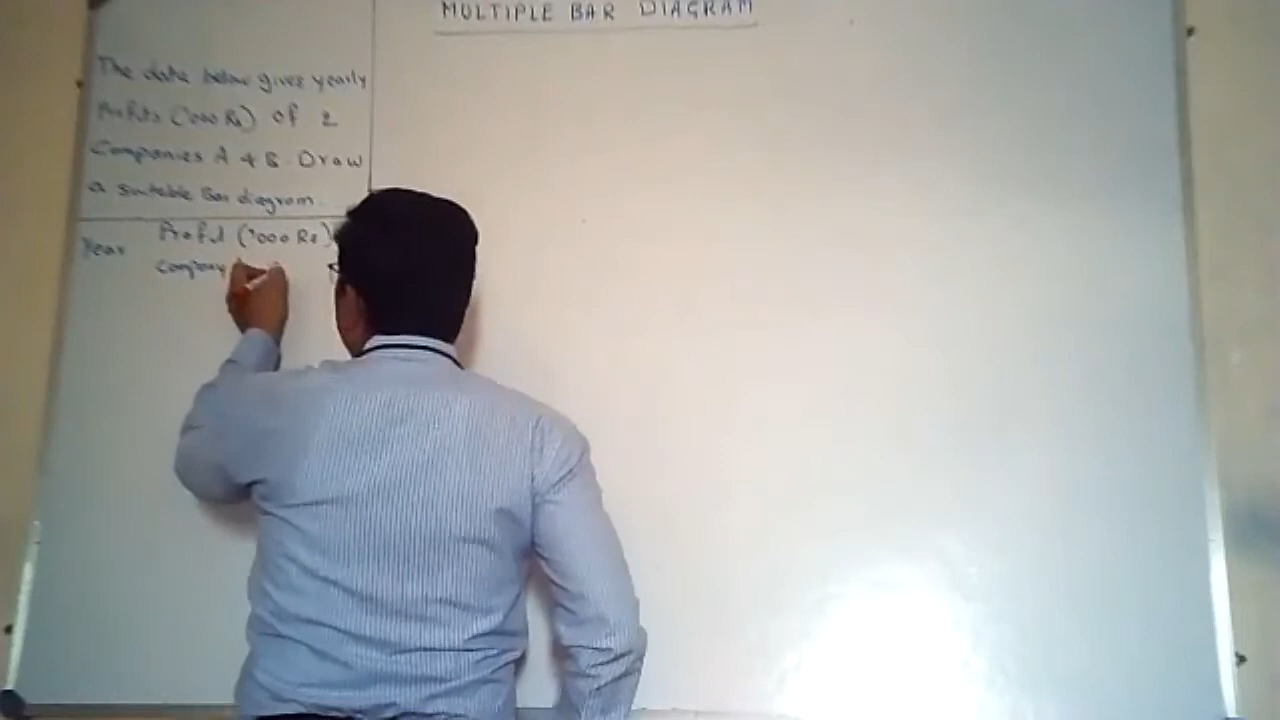 MULTIPLE BAR DIAGRAM
The data below gives yearly
Profits ('000 Rs) of 2
Companies A & B. Draw
a suitable Bar diagram.
Year Profit ('000 Rs)
Company